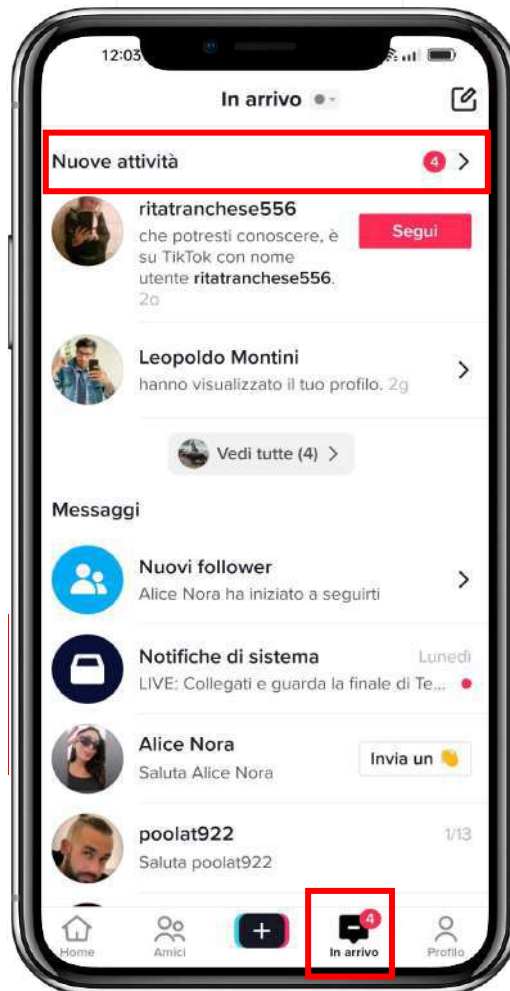 12:03
In arrivo
Nuove attività 4
ritatranchese556
che potresti conoscere, è
su TikTok con nome
utente ritatranchese556.
2g
Segui
Leopoldo Montini
hanno visualizzato il tuo profilo. 2g
Vedi tutte (4)
Messaggi
Nuovi follower
Alice Nora ha iniziato a seguirti
Notifiche di sistema Lunedì
LIVE: Collegati e guarda la finale di Te...
Alice Nora
Saluta Alice Nora
Invia un 👏
poolat922 1/13
Saluta poolat922
4
Home Amici In arrivo Profilo